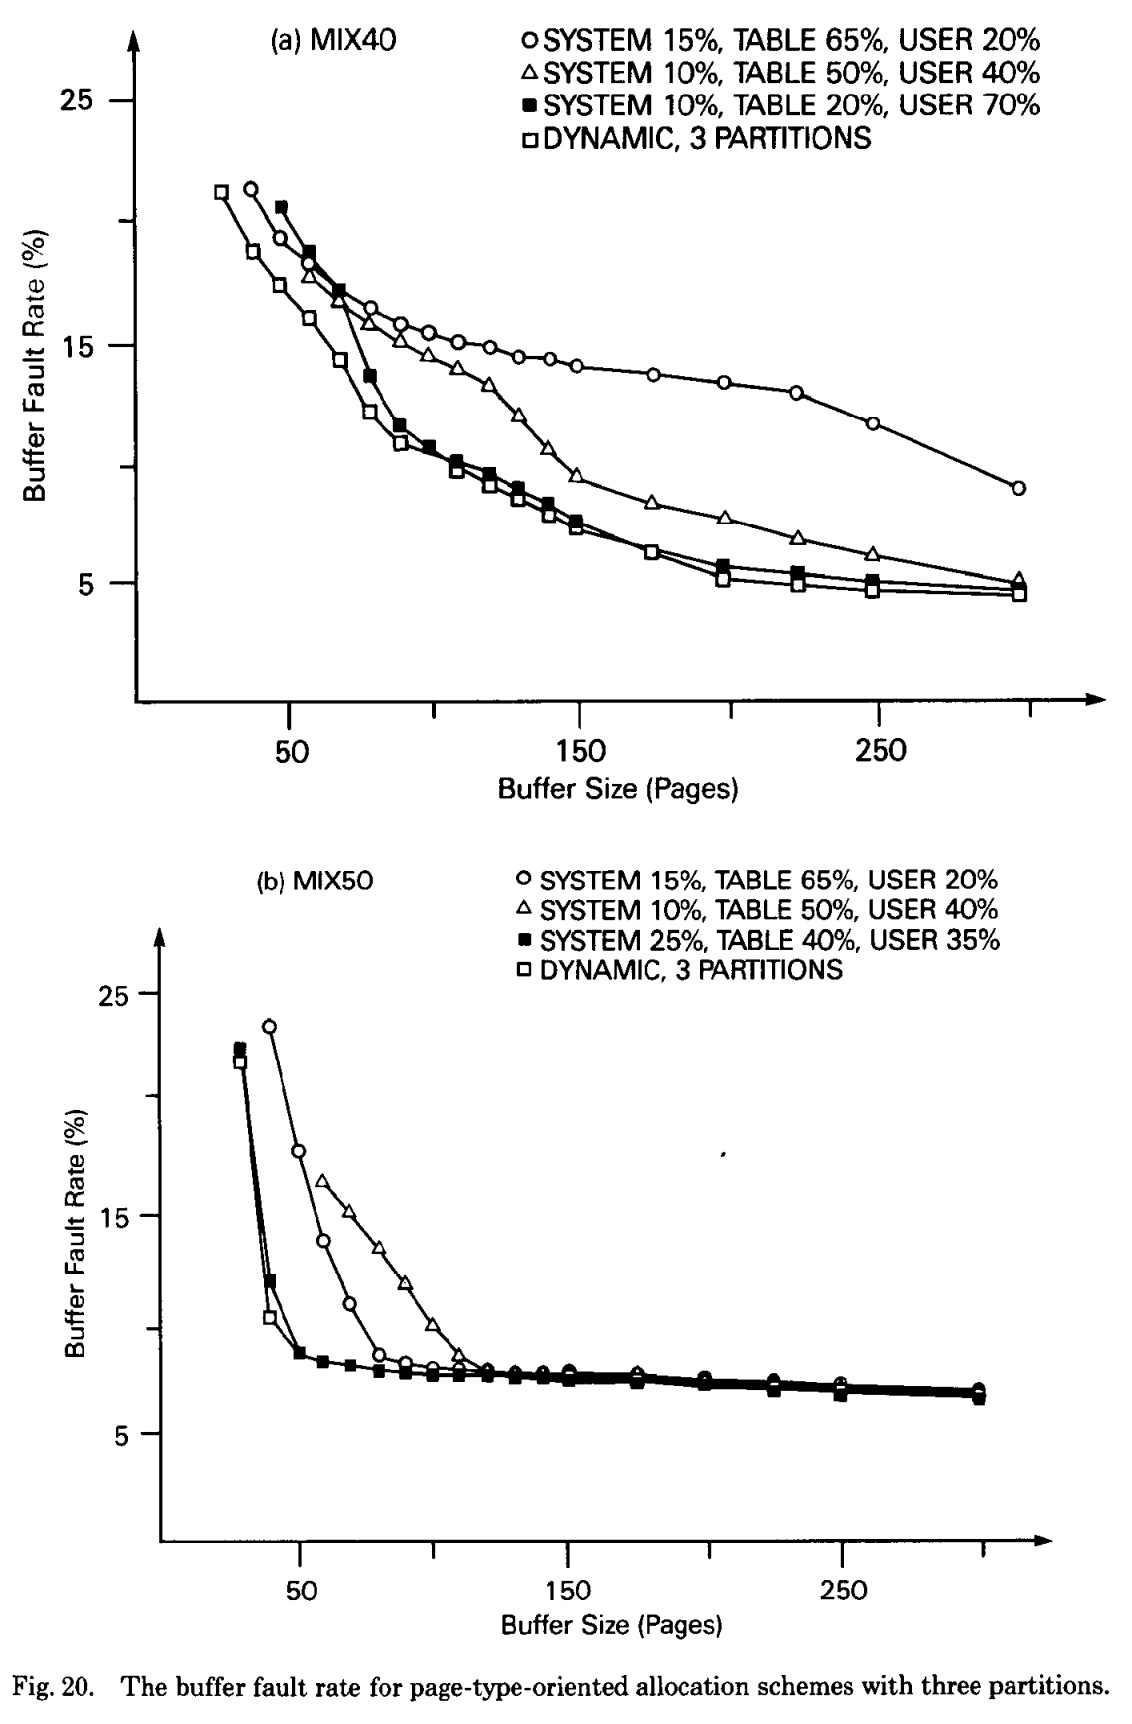 (a) MIX40
○ SYSTEM 15%, TABLE 65%, USER 20%
△ SYSTEM 10%, TABLE 50%, USER 40%
■ SYSTEM 10%, TABLE 20%, USER 70%
□ DYNAMIC, 3 PARTITIONS
25
15
5
Buffer Fault Rate (%)
50 150 250
Buffer Size (Pages)
(b) MIX50
○ SYSTEM 15%, TABLE 65%, USER 20%
△ SYSTEM 10%, TABLE 50%, USER 40%
■ SYSTEM 25%, TABLE 40%, USER 35%
□ DYNAMIC, 3 PARTITIONS
25
15
5
Buffer Fault Rate (%)
50 150 250
Buffer Size (Pages)
Fig. 20. The buffer fault rate for page-type-oriented allocation schemes with three partitions.